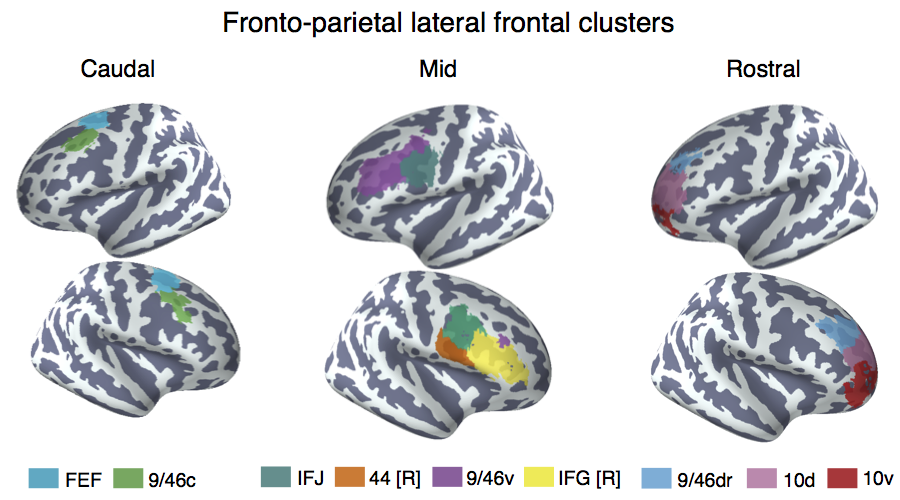 Fronto-parietal lateral frontal clusters
Caudal Mid Rostral
FEF 9/46c IFJ 44 [R] 9/46v IFG [R] 9/46dr 10d 10v